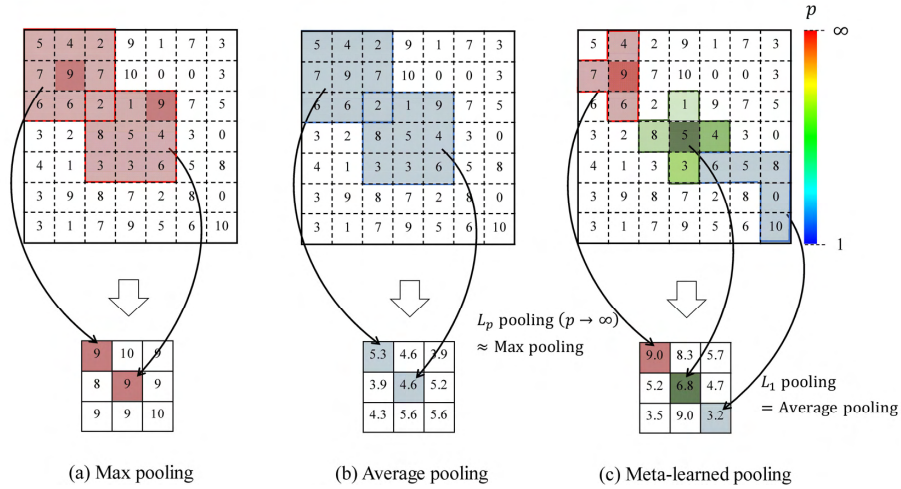 5 4 2 9 1 7 3
7 9 7 10 0 0 3
6 6 2 1 9 7 5
3 2 8 5 4 3 0
4 1 3 3 6 5 8
3 9 8 7 2 8 0
3 1 7 9 5 6 10
9 10 9
8 9 9
9 9 10
(a) Max pooling
5 4 2 9 1 7 3
7 9 7 10 0 0 3
6 6 2 1 9 7 5
3 2 8 5 4 3 0
4 1 3 3 6 5 8
3 9 8 7 2 8 0
3 1 7 9 5 6 10
5.3 4.6 3.9
3.9 4.6 5.2
4.3 5.6 5.6
(b) Average pooling
p
∞
1
5 4 2 9 1 7 3
7 9 7 10 0 0 3
6 6 2 1 9 7 5
3 2 8 5 4 3 0
4 1 3 3 6 5 8
3 9 8 7 2 8 0
3 1 7 9 5 6 10
Lp pooling (p → ∞)
≈ Max pooling
9.0 8.3 5.7
5.2 6.8 4.7
3.5 9.0 3.2
L1 pooling
= Average pooling
(c) Meta-learned pooling